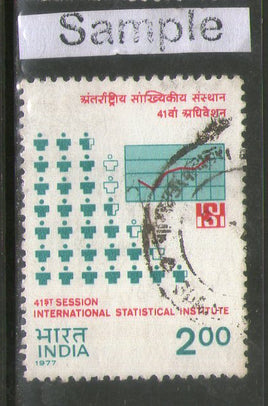 Sample
अंतर्राष्ट्रीय सांख्यिकीय संस्थान
41वां अधिवेशन
ISI
41ST SESSION
INTERNATIONAL STATISTICAL INSTITUTE
भारत
INDIA 2.00
1977